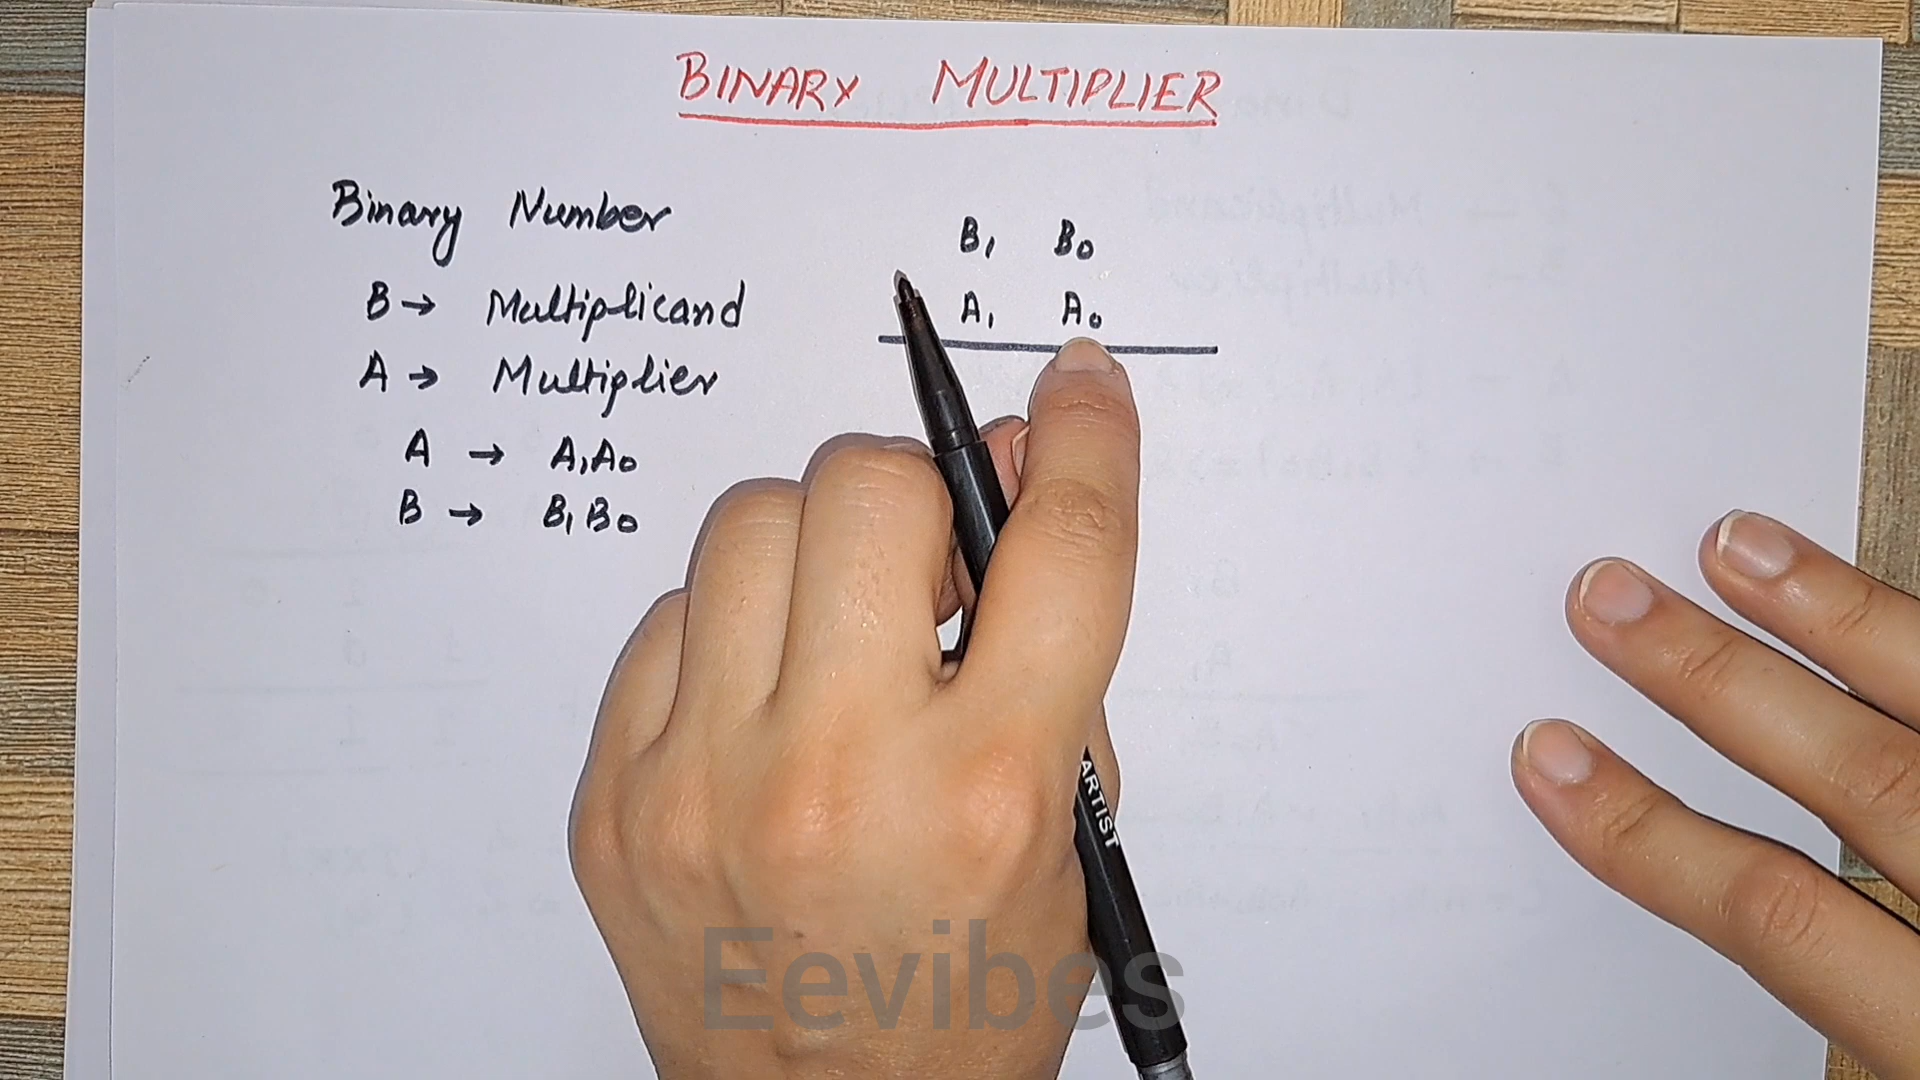 BINARY MULTIPLIER
Binary Number
B → Multiplicand
A → Multiplier
A → A₁A₀
B → B₁B₀
B₁ B₀
A₁ A₀
ARTIST
Eevibes